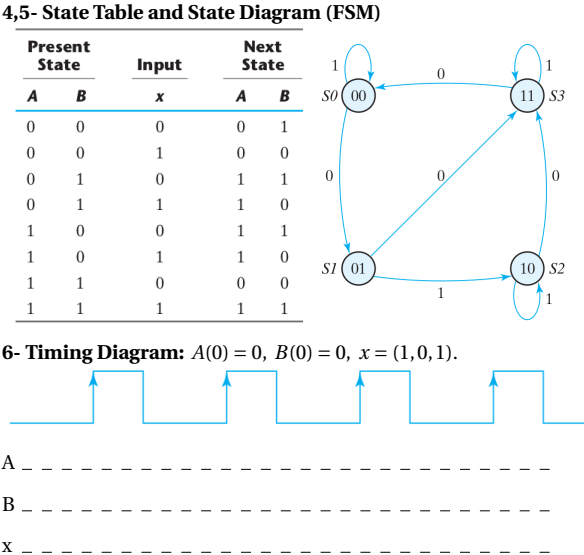 4,5- State Table and State Diagram (FSM)
Present State Input Next State
A B x A B
0 0 0 0 1
0 0 1 0 0
0 1 0 1 1
0 1 1 1 0
1 0 0 1 1
1 0 1 1 0
1 1 0 0 0
1 1 1 1 1
1 0 1
S0 00 11 S3
0 0 0
S1 01 10 S2
1 1
6- Timing Diagram: A(0) = 0, B(0) = 0, x = (1,0,1).
A _ _ _ _ _ _ _ _ _ _ _ _ _ _ _ _ _ _ _ _ _ _ _ _ _ _ _
B _ _ _ _ _ _ _ _ _ _ _ _ _ _ _ _ _ _ _ _ _ _ _ _ _ _ _
x _ _ _ _ _ _ _ _ _ _ _ _ _ _ _ _ _ _ _ _ _ _ _ _ _ _ _